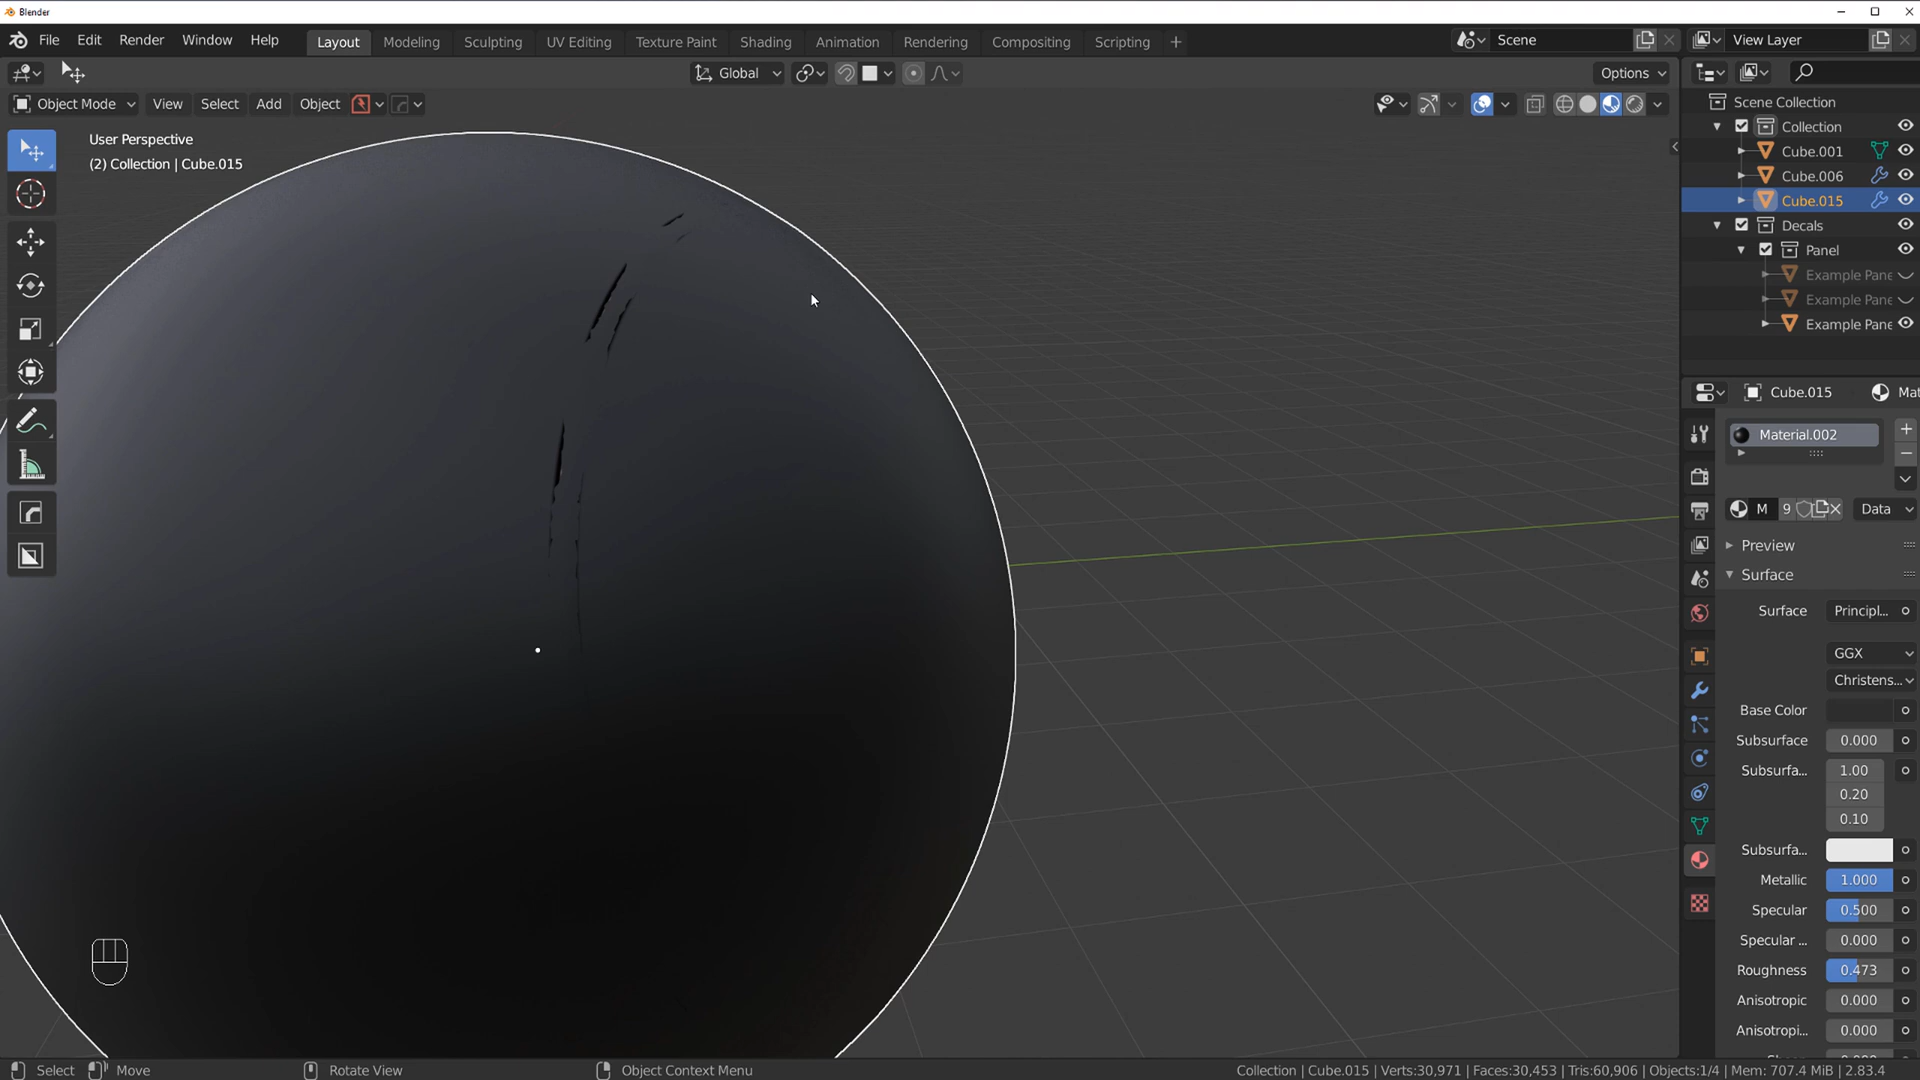 Blender
File Edit Render Window Help Layout Modeling Sculpting UV Editing Texture Paint Shading Animation Rendering Compositing Scripting + Scene View Layer
Global Options
Object Mode View Select Add Object
User Perspective
(2) Collection | Cube.015
Scene Collection
Collection
Cube.001
Cube.006
Cube.015
Decals
Panel
Example Pane
Example Pane
Example Pane
Cube.015 Mat
Material.002
M 9 Data
Preview
Surface
Surface Principl...
GGX
Christens...
Base Color
Subsurface 0.000
Subsurfa... 1.00
0.20
0.10
Subsurfa...
Metallic 1.000
Specular 0.500
Specular ... 0.000
Roughness 0.473
Anisotropic 0.000
Anisotropi... 0.000
Select Move Rotate View Object Context Menu Collection | Cube.015 | Verts:30,971 | Faces:30,453 | Tris:60,906 | Objects:1/4 | Mem: 707.4 MiB | 2.83.4